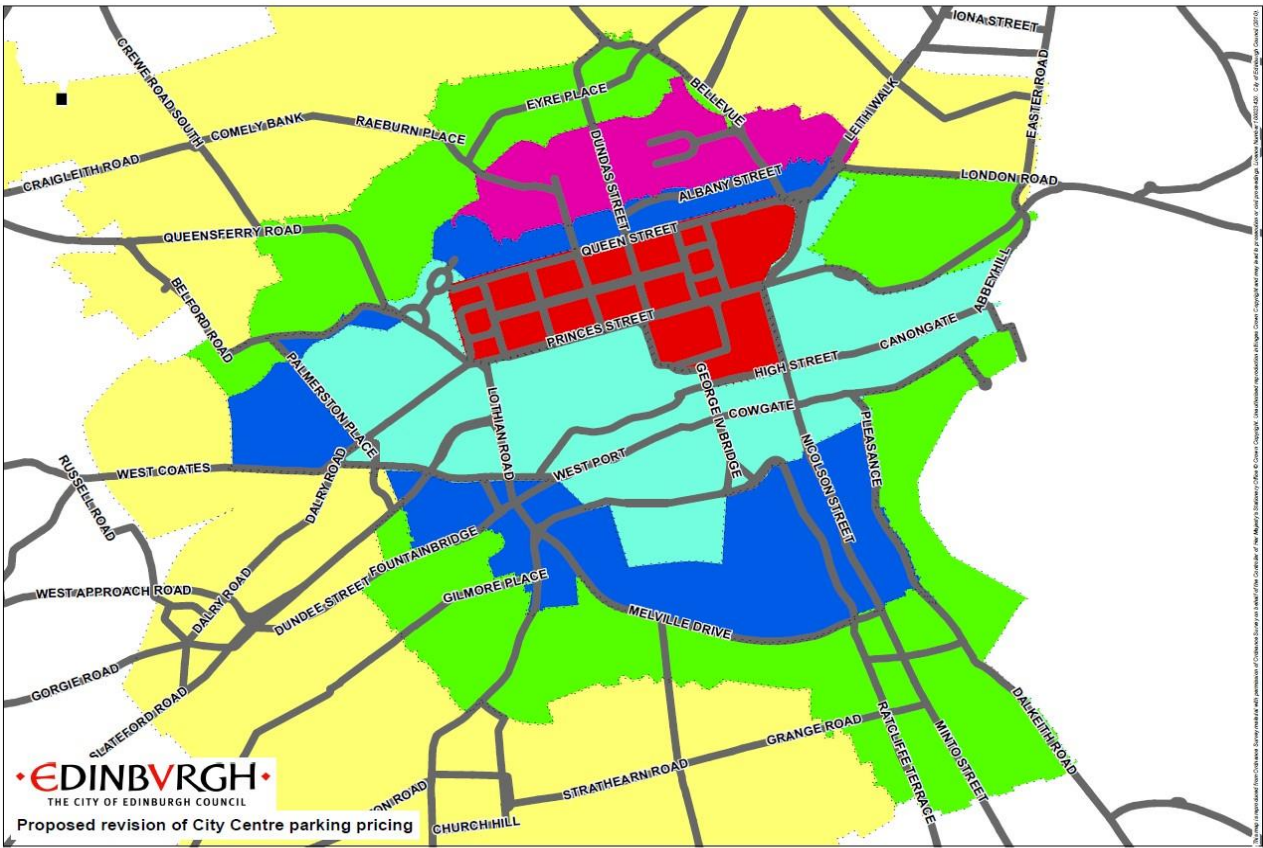 IONA STREET
CREWE ROAD SOUTH
EASTER ROAD
BELLEVUE
EYRE PLACE
LEITH WALK
COMELY BANK
RAEBURN PLACE
DUNDAS STREET
CRAIGLEITH ROAD
LONDON ROAD
ALBANY STREET
QUEENSFERRY ROAD
QUEEN STREET
ABBEYHILL
BELFORD ROAD
PRINCES STREET
CANONGATE
PALMERSTON PLACE
HIGH STREET
GEORGE IV BRIDGE
LOTHIAN ROAD
COWGATE
PLEASANCE
WEST PORT
NICOLSON STREET
WEST COATES
RUSSELL ROAD
DALRY ROAD
FOUNTAINBRIDGE
WEST APPROACH ROAD
GILMORE PLACE
DALRY ROAD
DUNDEE STREET
MELVILLE DRIVE
GORGIE ROAD
SLATEFORD ROAD
DALKEITH ROAD
RATCLIFFE TERRACE
MINTO STREET
GRANGE ROAD
STRATHEARN ROAD
ON ROAD
CHURCH HILL
EDINBVRGH
THE CITY OF EDINBURGH COUNCIL
Proposed revision of City Centre parking pricing